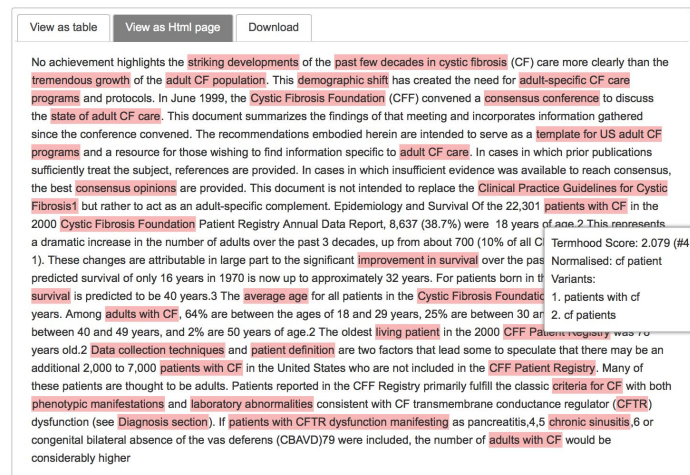 View as table
View as Html page
Download
No achievement highlights the striking developments of the past few decades in cystic fibrosis (CF) care more clearly than the
tremendous growth of the adult CF population. This demographic shift has created the need for adult-specific CF care
programs and protocols. In June 1999, the Cystic Fibrosis Foundation (CFF) convened a consensus conference to discuss
the state of adult CF care. This document summarizes the findings of that meeting and incorporates information gathered
since the conference convened. The recommendations embodied herein are intended to serve as a template for US adult CF
programs and a resource for those wishing to find information specific to adult CF care. In cases in which prior publications
sufficiently treat the subject, references are provided. In cases in which insufficient evidence was available to reach consensus,
the best consensus opinions are provided. This document is not intended to replace the Clinical Practice Guidelines for Cystic
Fibrosis1 but rather to act as an adult-specific complement. Epidemiology and Survival Of the 22,301 patients with CF in the
2000 Cystic Fibrosis Foundation Patient Registry Annual Data Report, 8,637 (38.7%) were 18 years of age.2 This represents
a dramatic increase in the number of adults over the past 3 decades, up from about 700 (10% of all C
1). These changes are attributable in large part to the significant improvement in survival over the pas
predicted survival of only 16 years in 1970 is now up to approximately 32 years. For patients born in th
survival is predicted to be 40 years.3 The average age for all patients in the Cystic Fibrosis Foundatio
years. Among adults with CF, 64% are between the ages of 18 and 29 years, 25% are between 30 an
between 40 and 49 years, and 2% are 50 years of age.2 The oldest living patient in the 2000 CFF Patient Registry was 70
years old.2 Data collection techniques and patient definition are two factors that lead some to speculate that there may be an
additional 2,000 to 7,000 patients with CF in the United States who are not included in the CFF Patient Registry. Many of
these patients are thought to be adults. Patients reported in the CFF Registry primarily fulfill the classic criteria for CF with both
phenotypic manifestations and laboratory abnormalities consistent with CF transmembrane conductance regulator (CFTR)
dysfunction (see Diagnosis section). If patients with CFTR dysfunction manifesting as pancreatitis,4,5 chronic sinusitis,6 or
congenital bilateral absence of the vas deferens (CBAVD)79 were included, the number of adults with CF would be
considerably higher
Termhood Score: 2.079 (#4
Normalised: cf patient
Variants:
1. patients with cf
2. cf patients